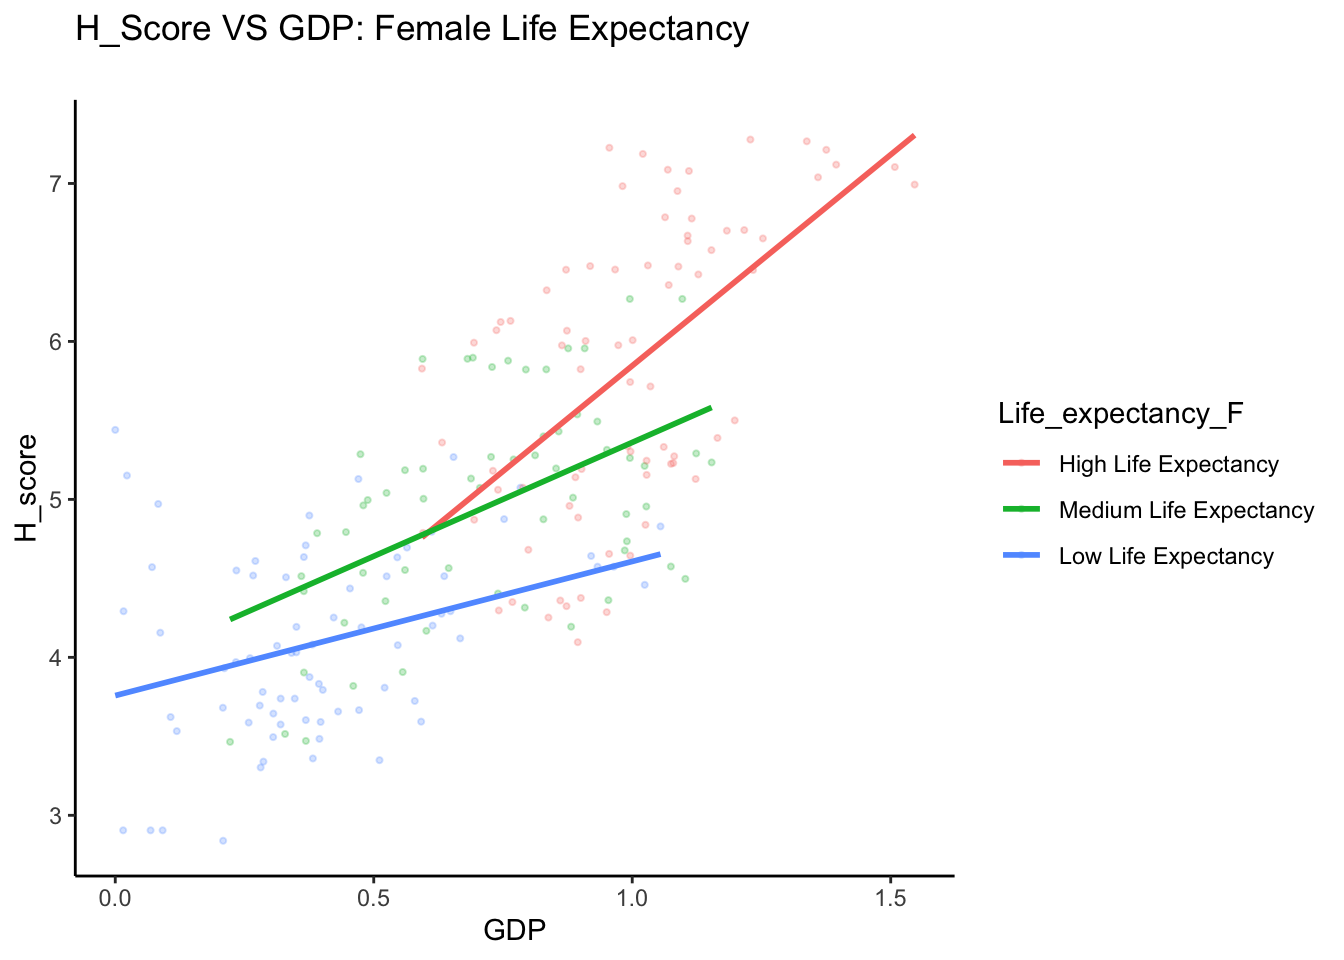 H_Score VS GDP: Female Life Expectancy
7
6
5
4
3
H_score
0.0 0.5 1.0 1.5
GDP
Life_expectancy_F
High Life Expectancy
Medium Life Expectancy
Low Life Expectancy